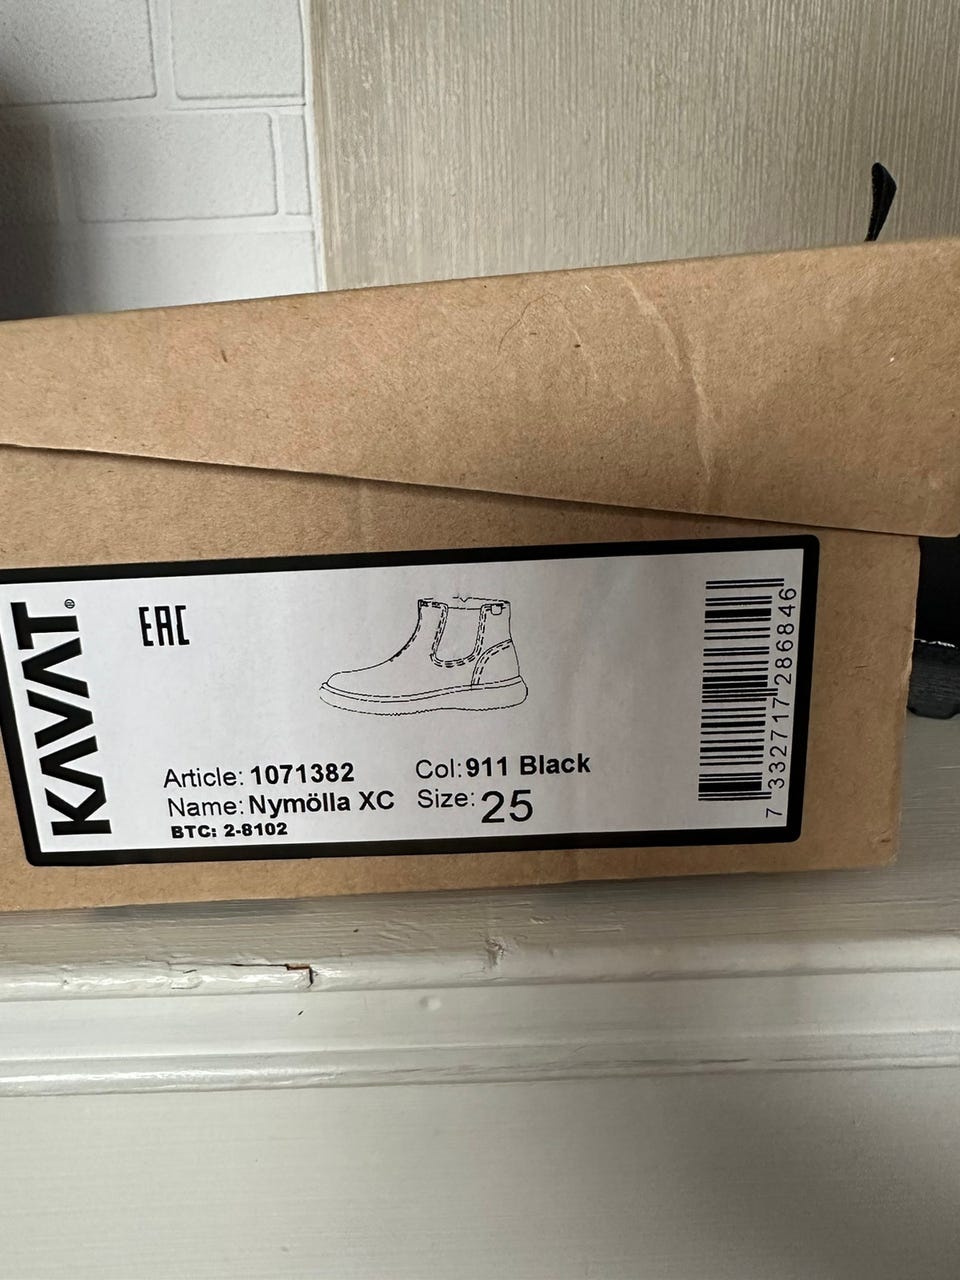 KAVAT®
EAC
Article: 1071382
Col: 911 Black
Name: Nymölla XC
Size: 25
BTC: 2-8102
7 332717 286846